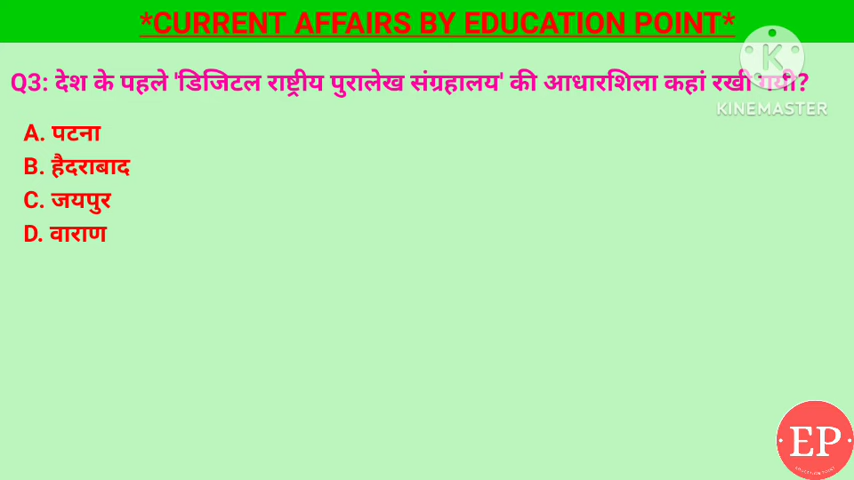 *CURRENT AFFAIRS BY EDUCATION POINT*
Q3: देश के पहले 'डिजिटल राष्ट्रीय पुरालेख संग्रहालय' की आधारशिला कहां रखी गयी?
KINEMASTER
A. पटना
B. हैदराबाद
C. जयपुर
D. वाराण
EP